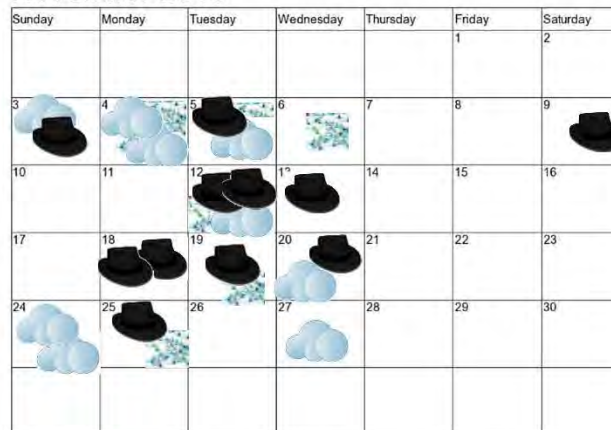 Sunday Monday Tuesday Wednesday Thursday Friday Saturday
1 2
3 4 5 6 7 8 9
10 11 12 13 14 15 16
17 18 19 20 21 22 23
24 25 26 27 28 29 30